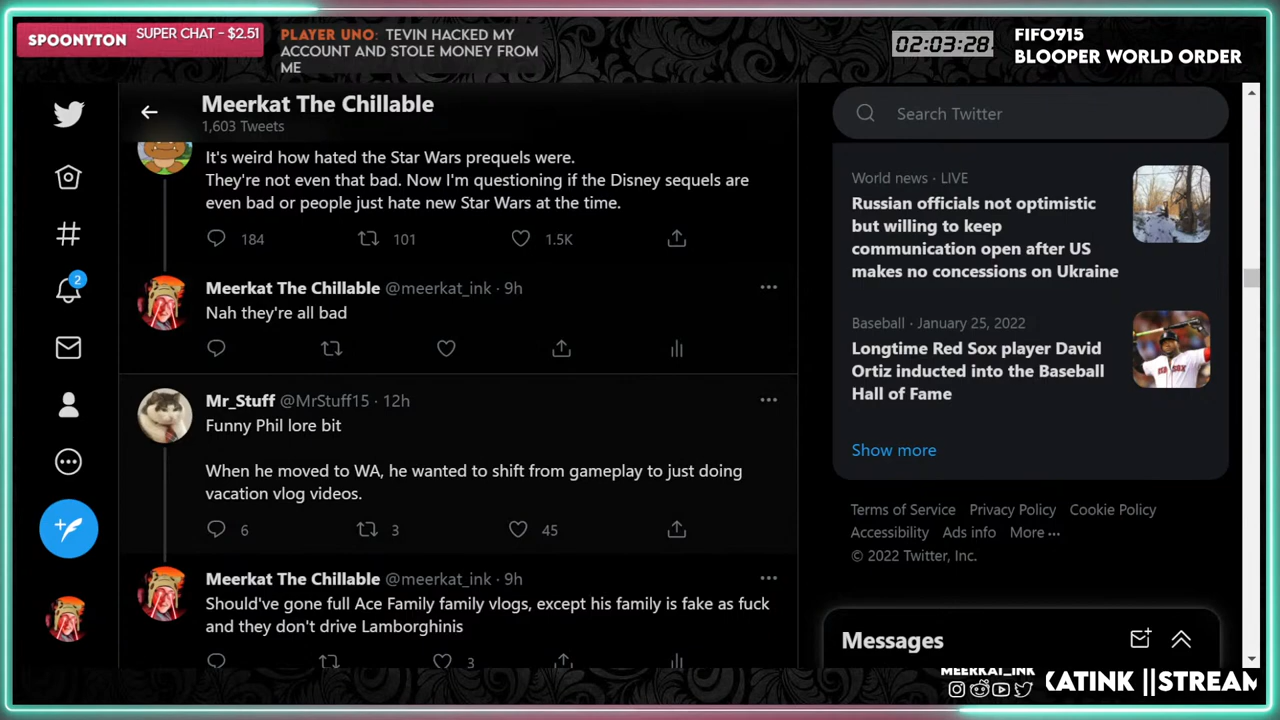 SPOONYTON
SUPER CHAT - $2.51
PLAYER UNO: TEVIN HACKED MY
ACCOUNT AND STOLE MONEY FROM
ME
02:03:28
FIFO915
BLOOPER WORLD ORDER
Meerkat The Chillable
1,603 Tweets
It's weird how hated the Star Wars prequels were.
They're not even that bad. Now I'm questioning if the Disney sequels are
even bad or people just hate new Star Wars at the time.
184 101 1.5K
Meerkat The Chillable @meerkat_ink · 9h
Nah they're all bad
Mr_Stuff @MrStuff15 · 12h
Funny Phil lore bit
When he moved to WA, he wanted to shift from gameplay to just doing
vacation vlog videos.
6 3 45
Meerkat The Chillable @meerkat_ink · 9h
Should've gone full Ace Family family vlogs, except his family is fake as fuck
and they don't drive Lamborghinis
3
2
Search Twitter
World news · LIVE
Russian officials not optimistic
but willing to keep
communication open after US
makes no concessions on Ukraine
Baseball · January 25, 2022
Longtime Red Sox player David
Ortiz inducted into the Baseball
Hall of Fame
Show more
Terms of Service Privacy Policy Cookie Policy
Accessibility Ads info More ···
© 2022 Twitter, Inc.
Messages
MEERKAT_INK
KATINK ||STREAM